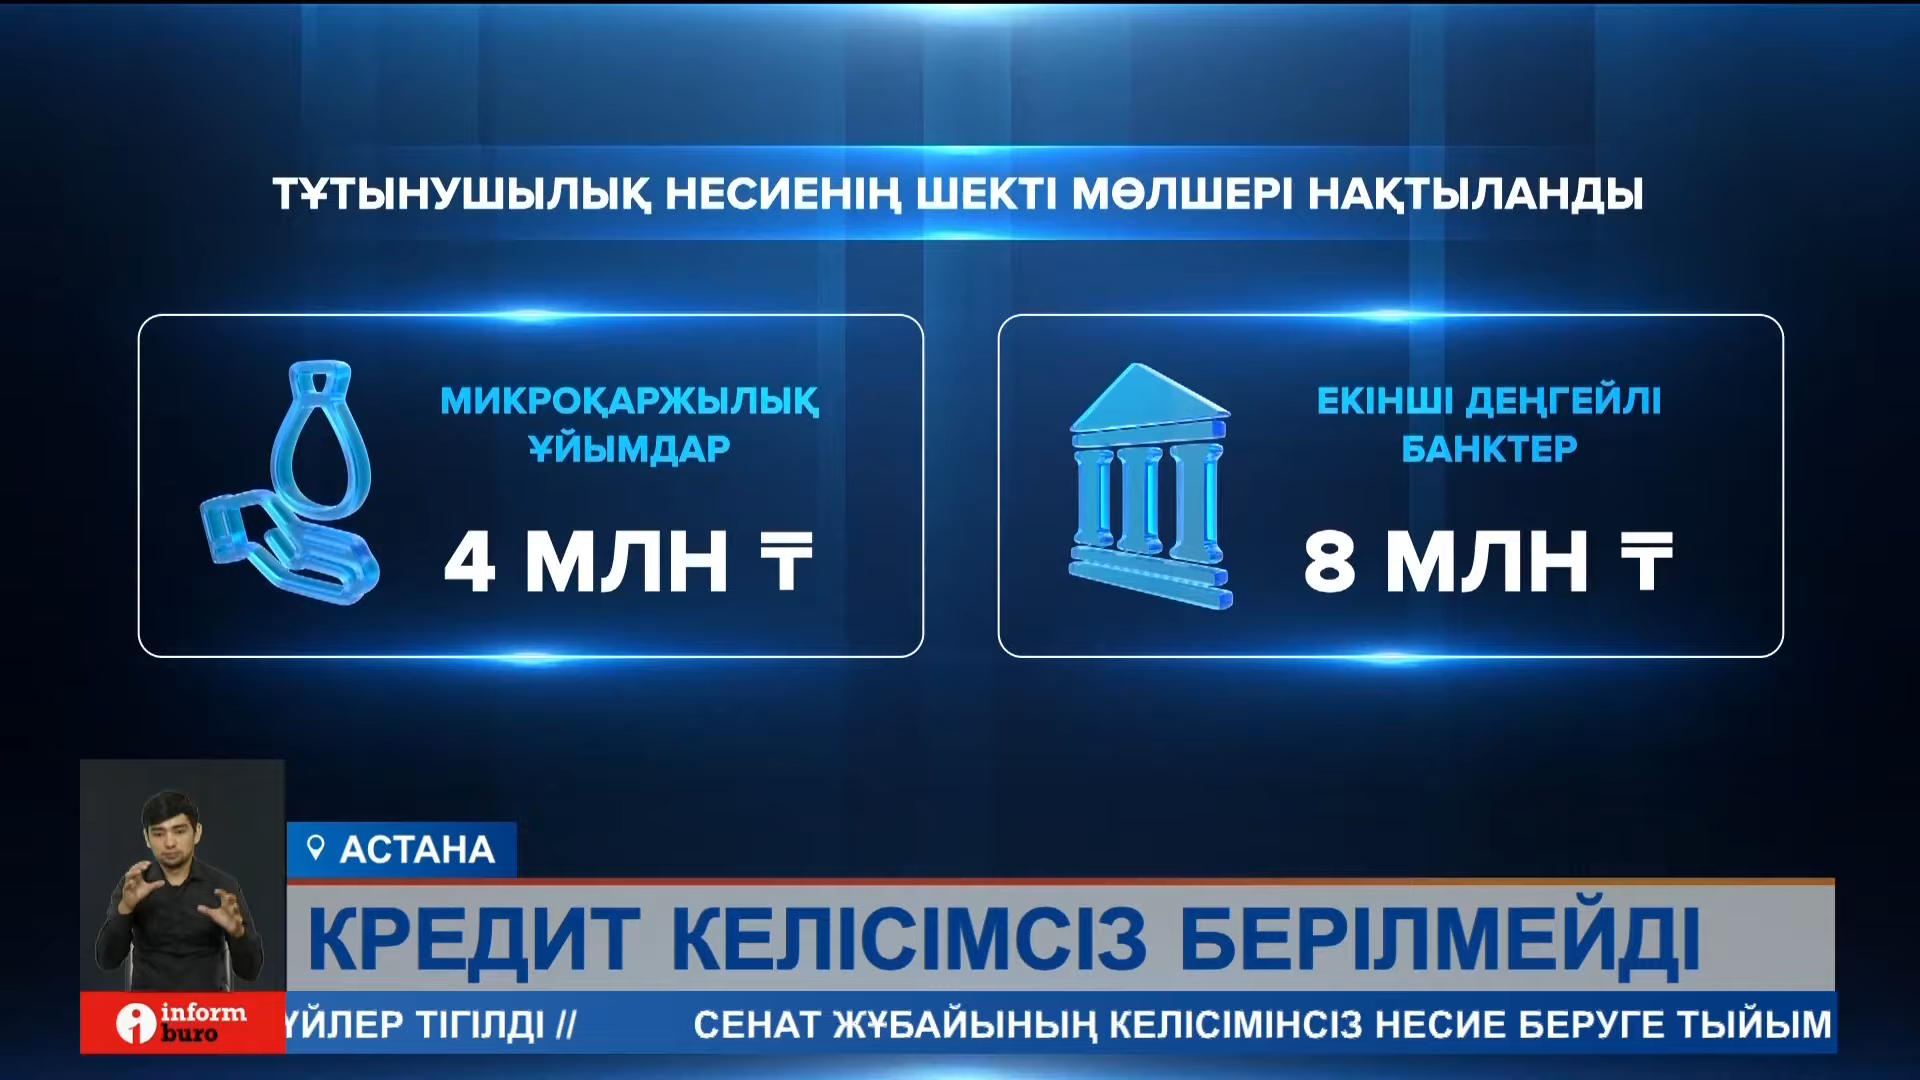 ТҰТЫНУШЫЛЫҚ НЕСИЕНІҢ ШЕКТІ МӨЛШЕРІ НАҚТЫЛАНДЫ
МИКРОҚАРЖЫЛЫҚ
ҰЙЫМДАР
4 МЛН ₸
ЕКІНШІ ДЕҢГЕЙЛІ
БАНКТЕР
8 МЛН ₸
АСТАНА
КРЕДИТ КЕЛІСІМСІЗ БЕРІЛМЕЙДІ
inform
buro
ҮЙЛЕР ТІГІЛДІ // СЕНАТ ЖҰБАЙЫНЫҢ КЕЛІСІМІНСІЗ НЕСИЕ БЕРУГЕ ТЫЙЫМ